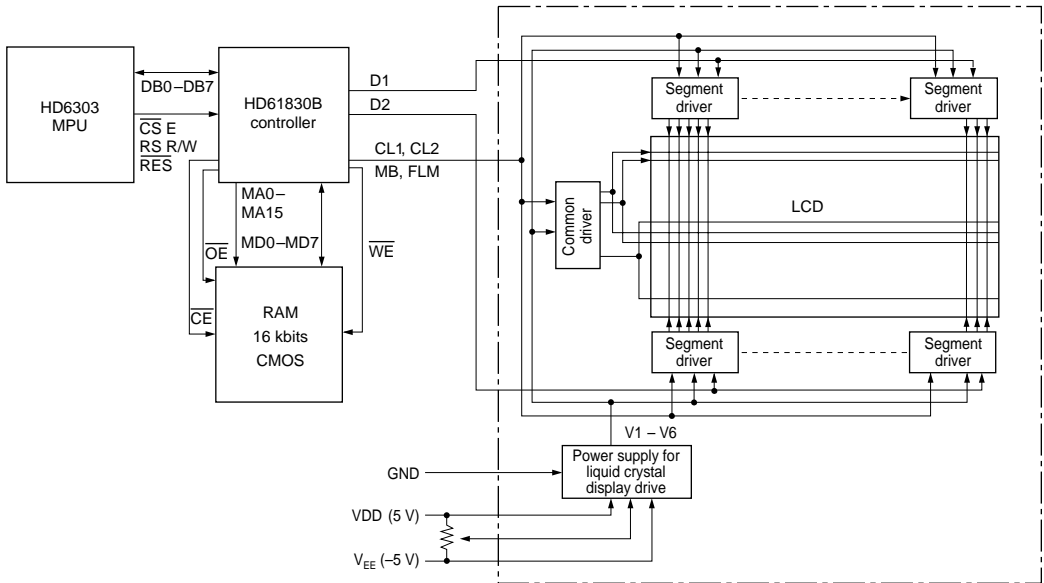 HD6303
MPU
DB0–DB7
CS E
RS R/W
RES
HD61830B
controller
D1
D2
CL1, CL2
MB, FLM
MA0–
MA15
MD0–MD7
OE
CE
WE
RAM
16 kbits
CMOS
Segment
driver
Segment
driver
Common
driver
LCD
Segment
driver
Segment
driver
V1 – V6
Power supply for
liquid crystal
display drive
GND
VDD (5 V)
VEE (–5 V)